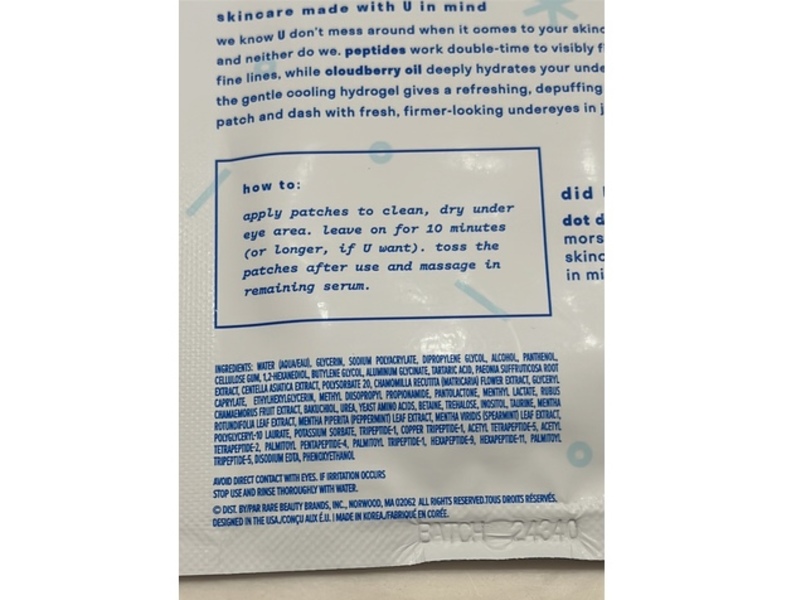 skincare made with U in mind
we know U don't mess around when it comes to your skinc
and neither do we. peptides work double-time to visibly f
fine lines, while cloudberry oil deeply hydrates your unde
the gentle cooling hydrogel gives a refreshing, depuffing
patch and dash with fresh, firmer-looking undereyes in j
how to:
apply patches to clean, dry under
eye area. leave on for 10 minutes
(or longer, if U want). toss the
patches after use and massage in
remaining serum.
did
dot d
mors
skinc
in mi
INGREDIENTS: WATER (AQUA/EAU), GLYCERIN, SODIUM POLYACRYLATE, DIPROPYLENE GLYCOL, ALCOHOL, PANTHENOL,
CELLULOSE GUM, 1,2-HEXANEDIOL, BUTYLENE GLYCOL, ALUMINUM GLYCINATE, TARTARIC ACID, PAEONIA SUFFRUTICOSA ROOT
EXTRACT, CENTELLA ASIATICA EXTRACT, POLYSORBATE 20, CHAMOMILLA RECUTITA (MATRICARIA) FLOWER EXTRACT, GLYCERYL
CAPRYLATE, ETHYLHEXYLGLYCERIN, METHYL DIISOPROPYL PROPIONAMIDE, PANTOLACTONE, MENTHYL LACTATE, RUBUS
CHAMAEMORUS FRUIT EXTRACT, BAKUCHIOL, UREA, YEAST AMINO ACIDS, BETAINE, TREHALOSE, INOSITOL, TAURINE, MENTHA
ROTUNDIFOLIA LEAF EXTRACT, MENTHA PIPERITA (PEPPERMINT) LEAF EXTRACT, MENTHA VIRIDIS (SPEARMINT) LEAF EXTRACT,
POLYGLYCERYL-10 LAURATE, POTASSIUM SORBATE, TRIPEPTIDE-1, COPPER TRIPEPTIDE-1, ACETYL TETRAPEPTIDE-5, ACETYL
TETRAPEPTIDE-2, PALMITOYL PENTAPEPTIDE-4, PALMITOYL TRIPEPTIDE-1, HEXAPEPTIDE-9, HEXAPEPTIDE-11, PALMITOYL
TRIPEPTIDE-5, DISODIUM EDTA, PHENOXYETHANOL
AVOID DIRECT CONTACT WITH EYES. IF IRRITATION OCCURS
STOP USE AND RINSE THOROUGHLY WITH WATER.
© DIST. BY/PAR RARE BEAUTY BRANDS, INC., NORWOOD, MA 02062 ALL RIGHTS RESERVED.TOUS DROITS RÉSERVÉS.
DESIGNED IN THE USA./CONÇU AUX É.U. | MADE IN KOREA./FABRIQUÉ EN CORÉE.
BATCH 24340